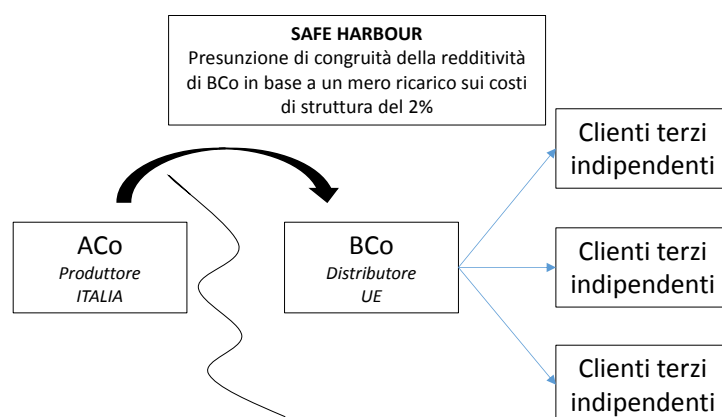 SAFE HARBOUR
Presunzione di congruità della redditività
di BCo in base a un mero ricarico sui costi
di struttura del 2%
Clienti terzi
indipendenti
ACo
Produttore
ITALIA
BCo
Distributore
UE
Clienti terzi
indipendenti
Clienti terzi
indipendenti